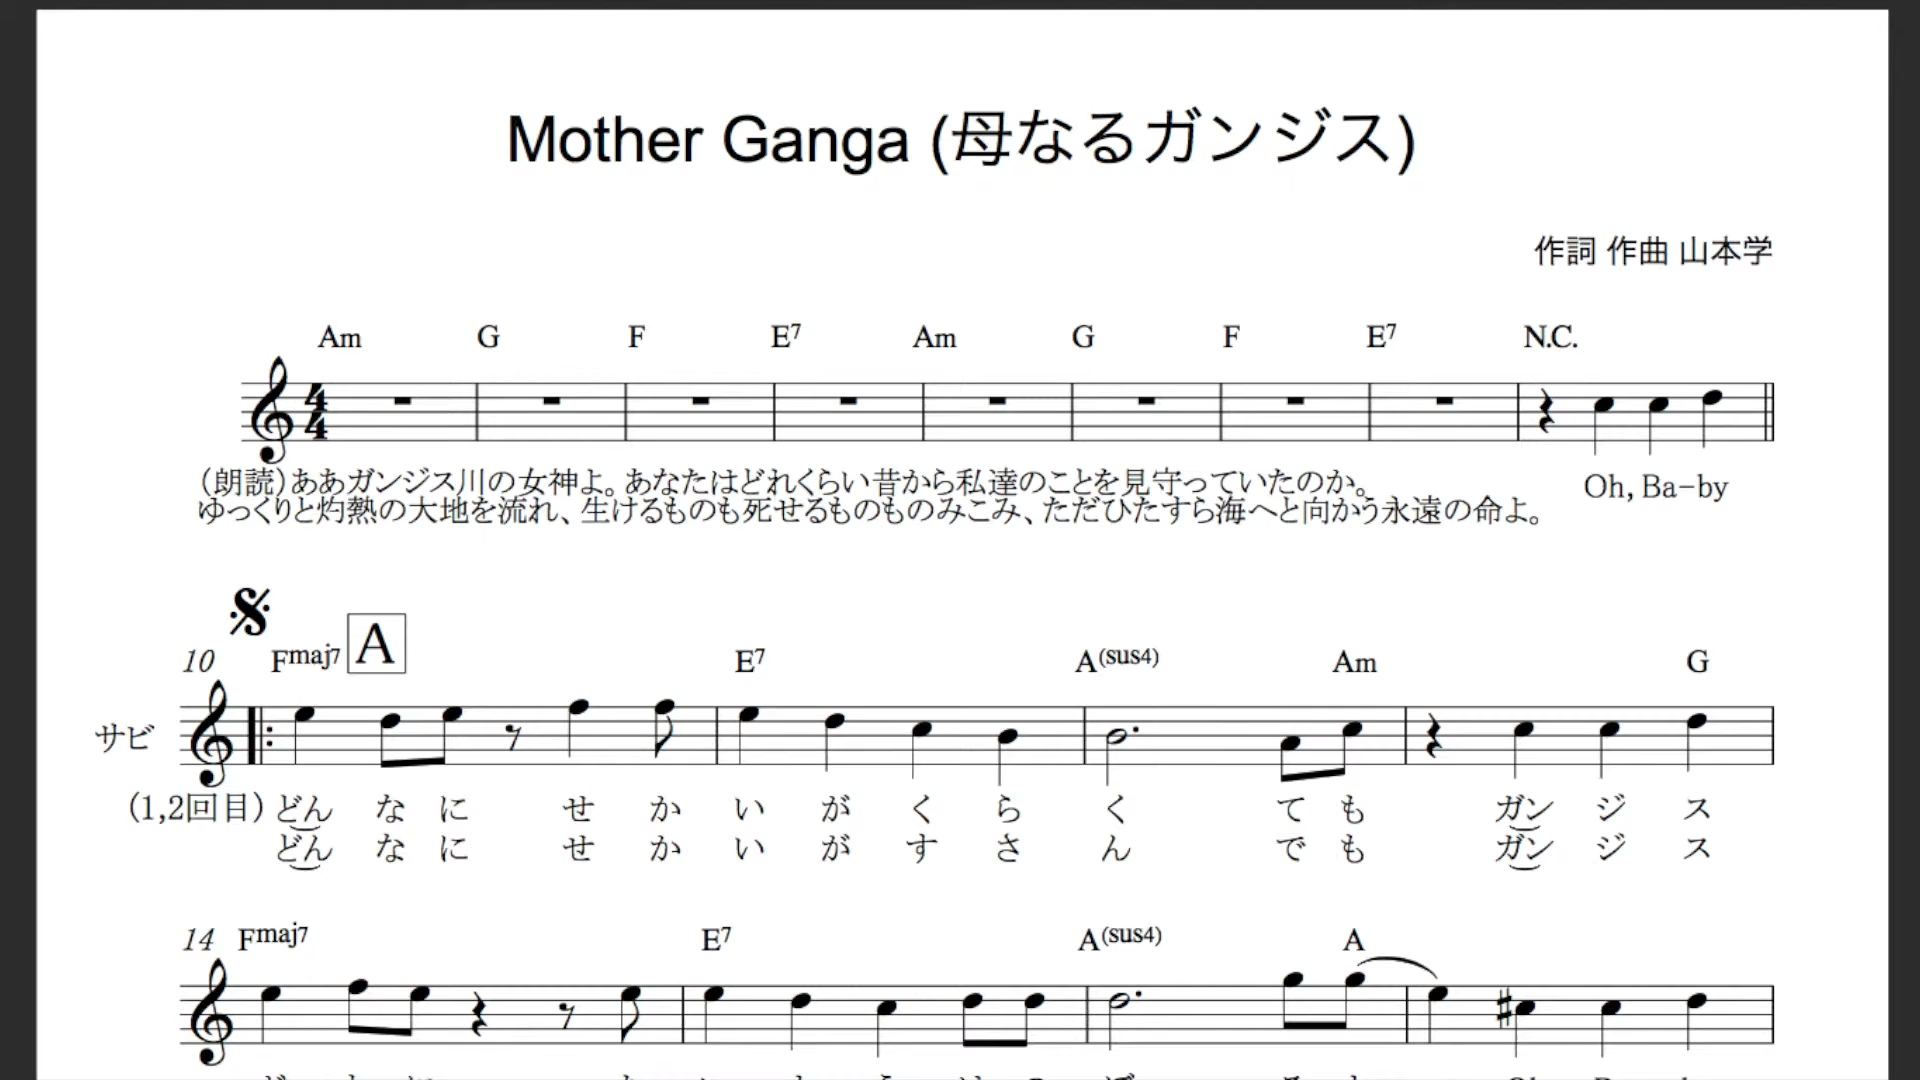 Mother Ganga (母なるガンジス)
作詞 作曲 山本学
Am G F E7 Am G F E7 N.C.
(朗読)ああガンジス川の女神よ。あなたはどれくらい昔から私達のことを見守っていたのか。
ゆっくりと灼熱の大地を流れ、生けるものも死せるものものみこみ、ただひたすら海へと向かう永遠の命よ。
Oh, Ba-by
10 Fmaj7 A E7 A(sus4) Am G
サビ
(1,2回目) どん な に せ か い が く ら く て も ガン ジ ス
どん な に せ か い が す さ ん で も ガン ジ ス
14 Fmaj7 E7 A(sus4) A